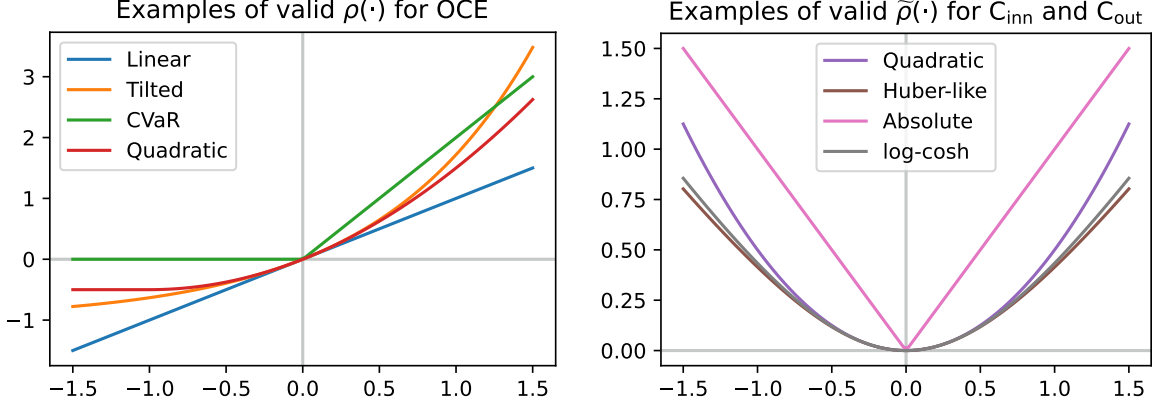 Examples of valid ρ(·) for OCE
Linear
Tilted
CVaR
Quadratic
3
2
1
0
−1
−1.5 −1.0 −0.5 0.0 0.5 1.0 1.5
Examples of valid ρ̃(·) for C_inn and C_out
Quadratic
Huber-like
Absolute
log-cosh
1.50
1.25
1.00
0.75
0.50
0.25
0.00
−1.5 −1.0 −0.5 0.0 0.5 1.0 1.5